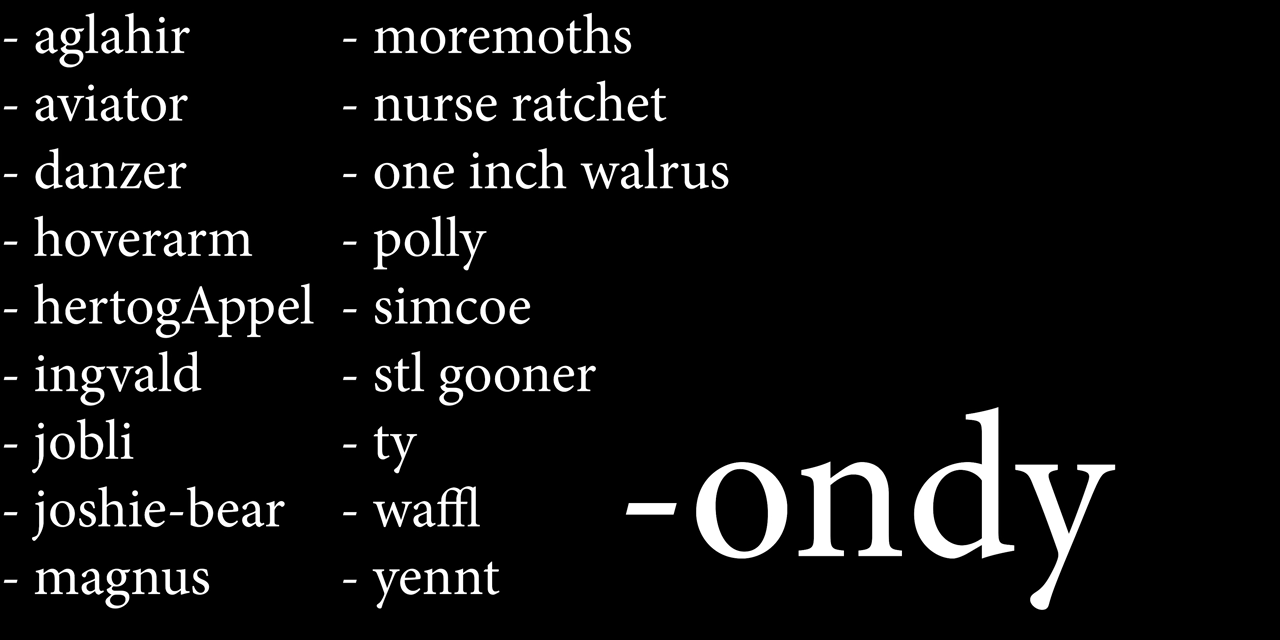 - aglahir
- aviator
- danzer
- hoverarm
- hertogAppel
- ingvald
- jobli
- joshie-bear
- magnus
- moremoths
- nurse ratchet
- one inch walrus
- polly
- simcoe
- stl gooner
- ty
- waffl
- yennt
-ondy